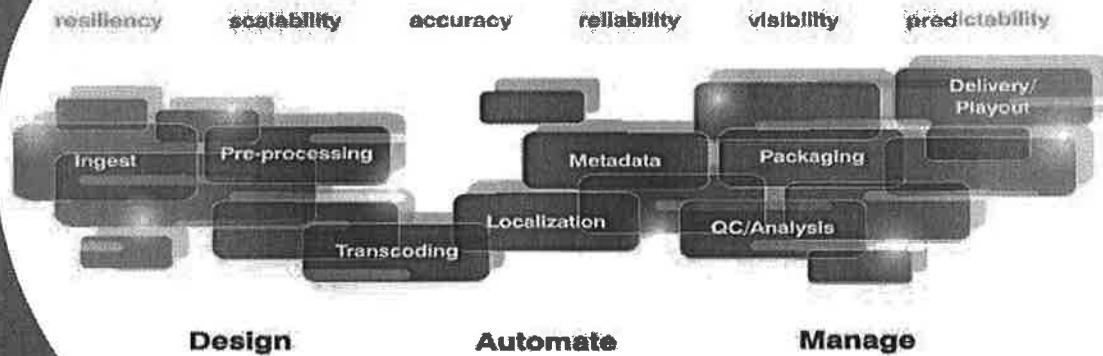 resiliency scalability accuracy reliability visibility predictability
Delivery/
Playout
Ingest Pre-processing Metadata Packaging
Localization QC/Analysis
Transcoding
Design Automate Manage